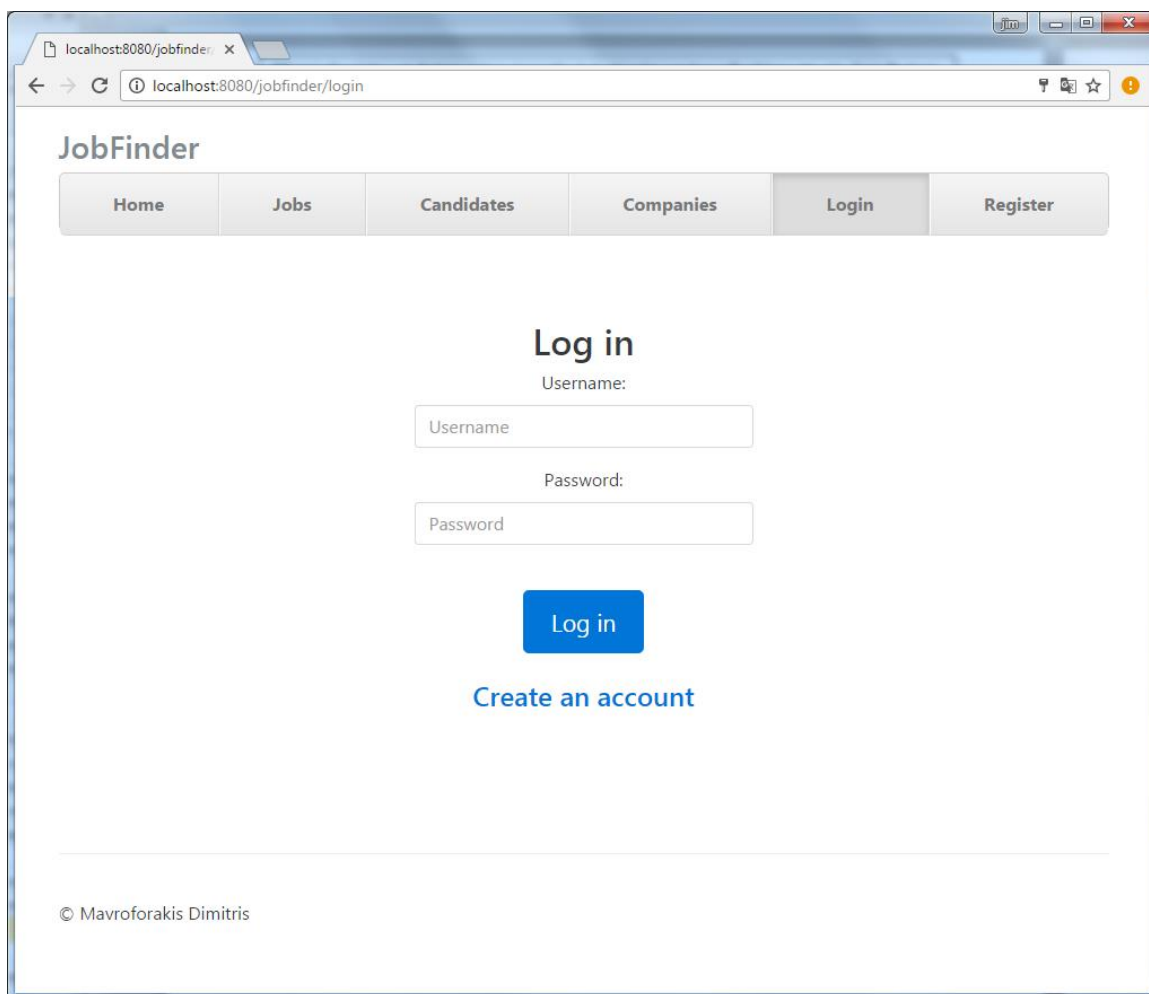 jim
localhost:8080/jobfinder/
localhost:8080/jobfinder/login
JobFinder
Home Jobs Candidates Companies Login Register
Log in
Username:
Username
Password:
Password
Log in
Create an account
© Mavroforakis Dimitris